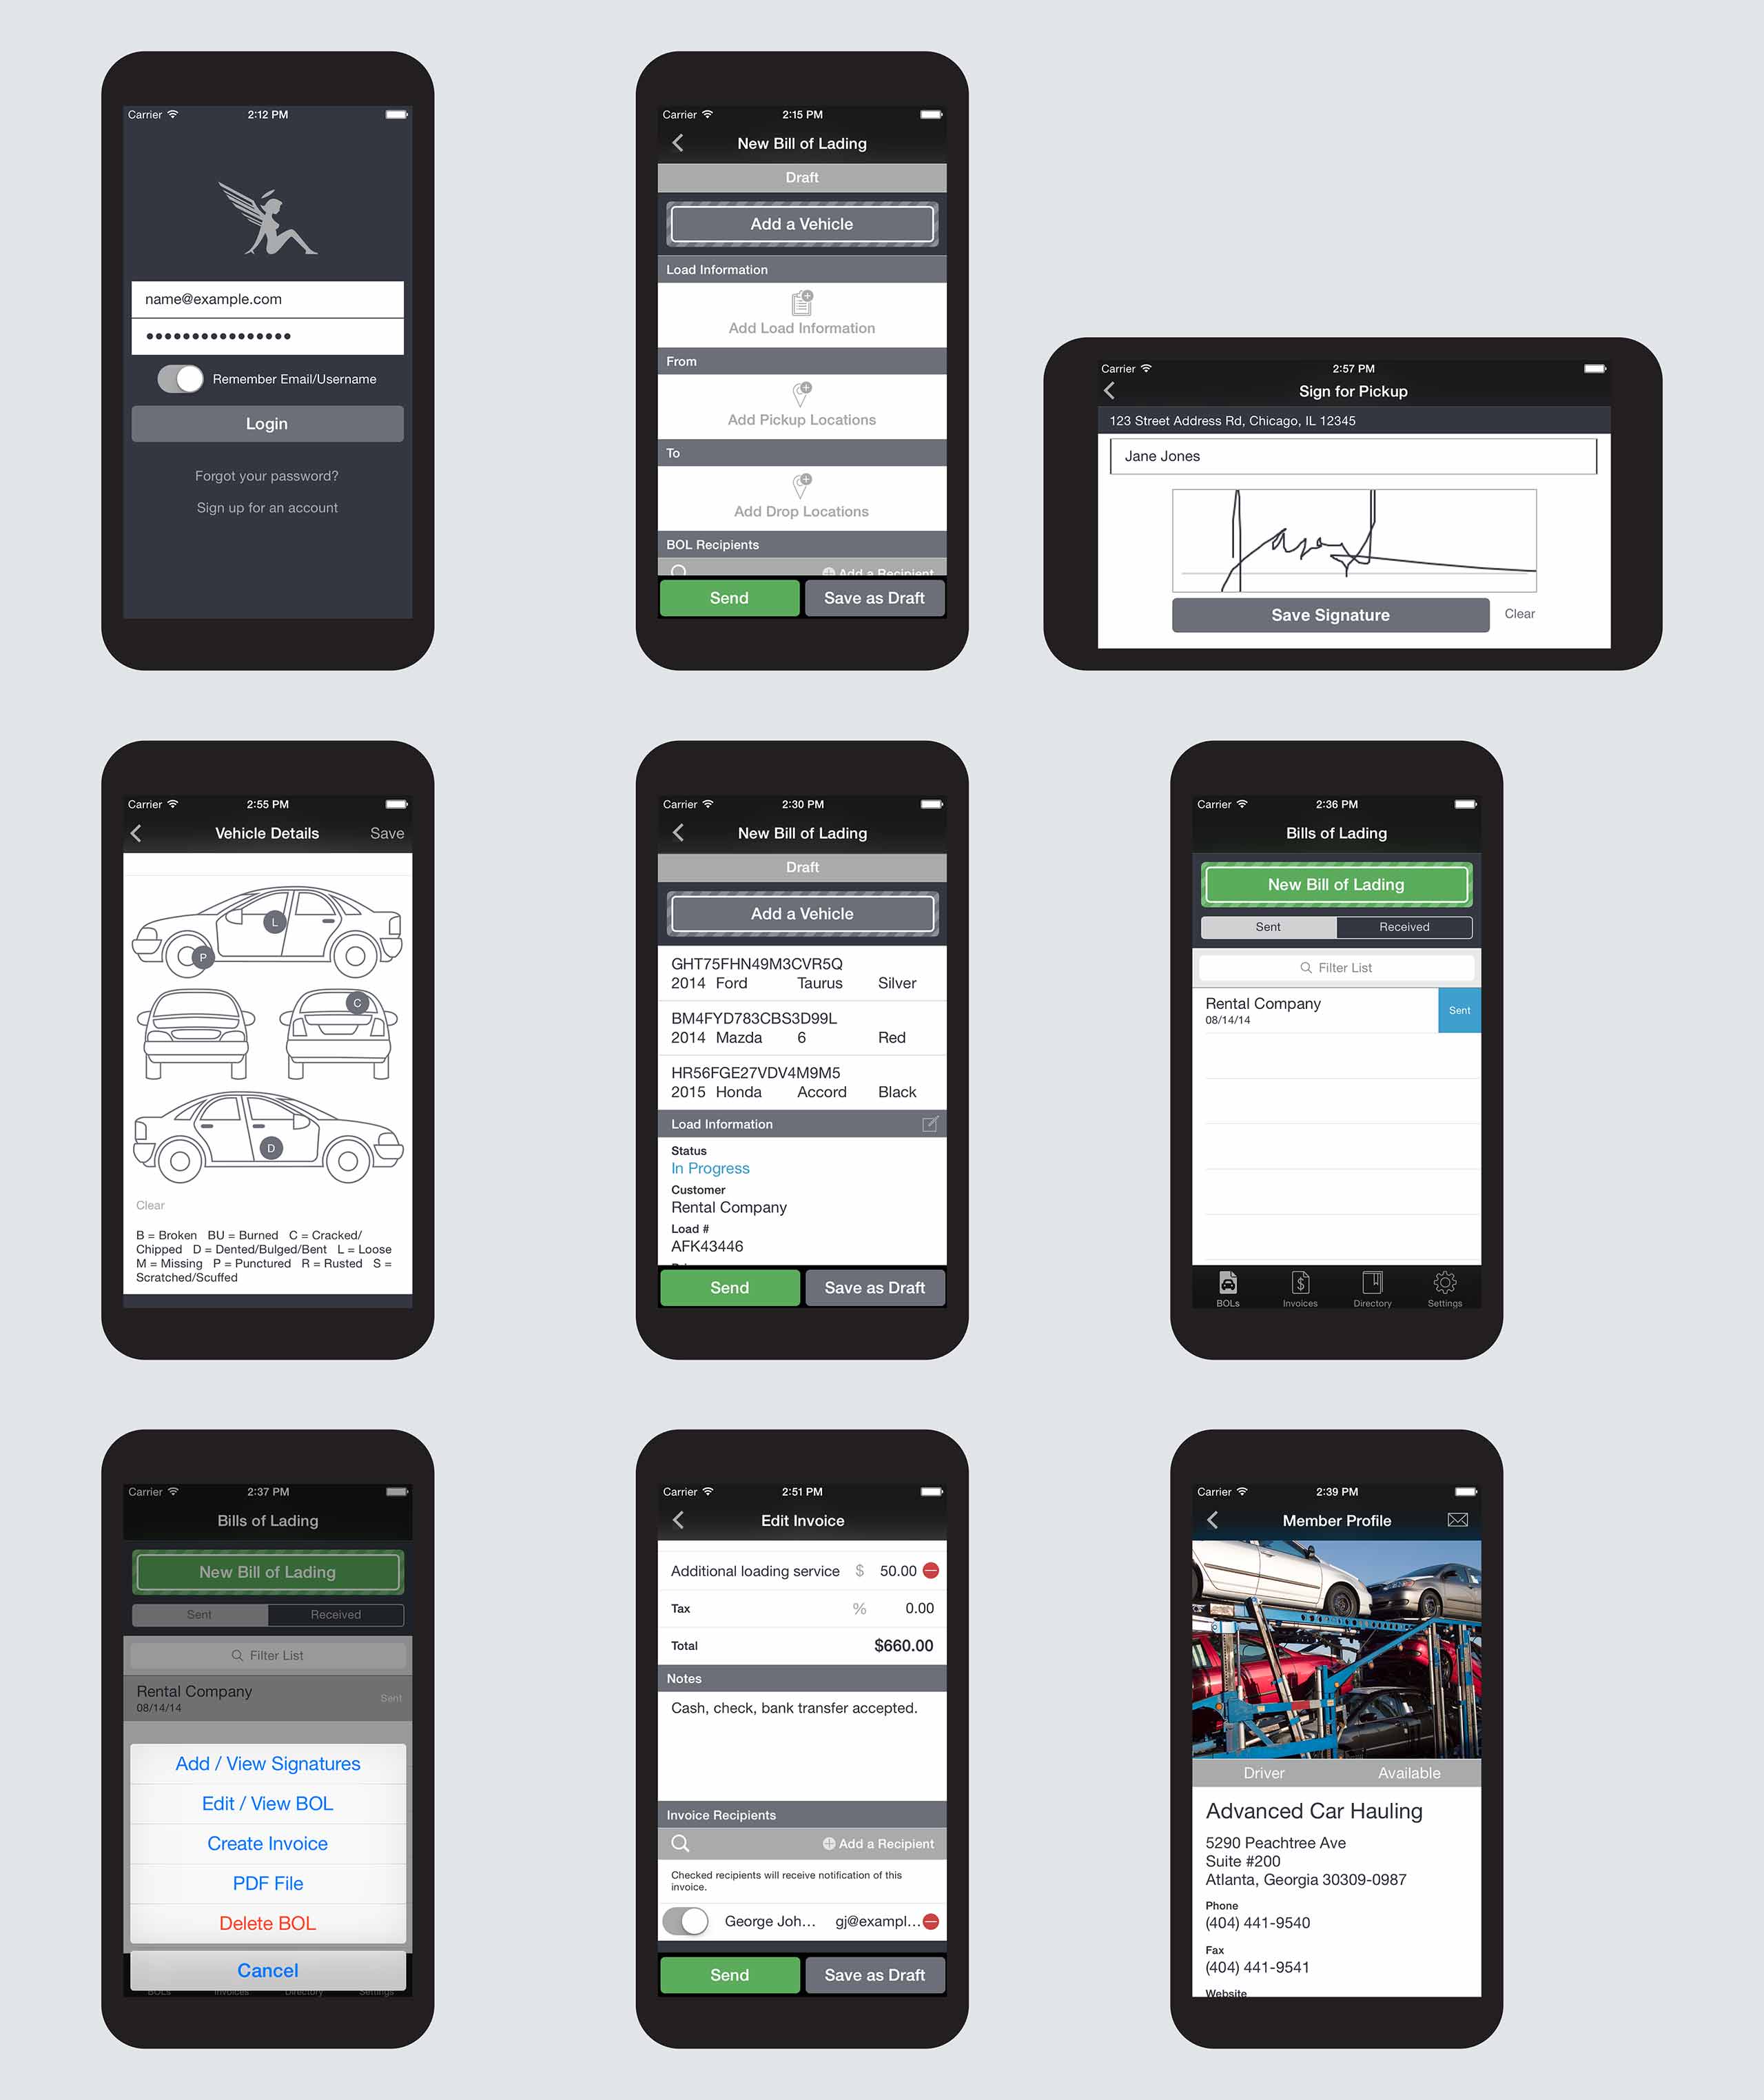 Carrier 2:12 PM
name@example.com
Remember Email/Username
Login
Forgot your password?
Sign up for an account
Carrier 2:15 PM
New Bill of Lading
Draft
Add a Vehicle
Load Information
Add Load Information
From
Add Pickup Locations
To
Add Drop Locations
BOL Recipients
Add a Recipient
Send Save as Draft
Carrier 2:57 PM
Sign for Pickup
123 Street Address Rd, Chicago, IL 12345
Jane Jones
Save Signature Clear
Carrier 2:55 PM
Vehicle Details Save
L
P
C
D
Clear
B = Broken BU = Burned C = Cracked/
Chipped D = Dented/Bulged/Bent L = Loose
M = Missing P = Punctured R = Rusted S =
Scratched/Scuffed
Carrier 2:30 PM
New Bill of Lading
Draft
Add a Vehicle
GHT75FHN49M3CVR5Q
2014 Ford Taurus Silver
BM4FYD783CBS3D99L
2014 Mazda 6 Red
HR56FGE27VDV4M9M5
2015 Honda Accord Black
Load Information
Status
In Progress
Customer
Rental Company
Load #
AFK43446
Send Save as Draft
Carrier 2:36 PM
Bills of Lading
New Bill of Lading
Sent Received
Filter List
Rental Company
08/14/14
Sent
BOLs Invoices Directory Settings
Carrier 2:37 PM
Bills of Lading
New Bill of Lading
Sent Received
Filter List
Rental Company
08/14/14
Sent
Add / View Signatures
Edit / View BOL
Create Invoice
PDF File
Delete BOL
Cancel
BOLs Invoices Directory Settings
Carrier 2:51 PM
Edit Invoice
Additional loading service $ 50.00
Tax % 0.00
Total $660.00
Notes
Cash, check, bank transfer accepted.
Invoice Recipients
Add a Recipient
Checked recipients will receive notification of this
invoice.
George Joh... gj@exampl...
Send Save as Draft
Carrier 2:39 PM
Member Profile
Driver Available
Advanced Car Hauling
5290 Peachtree Ave
Suite #200
Atlanta, Georgia 30309-0987
Phone
(404) 441-9540
Fax
(404) 441-9541
Website